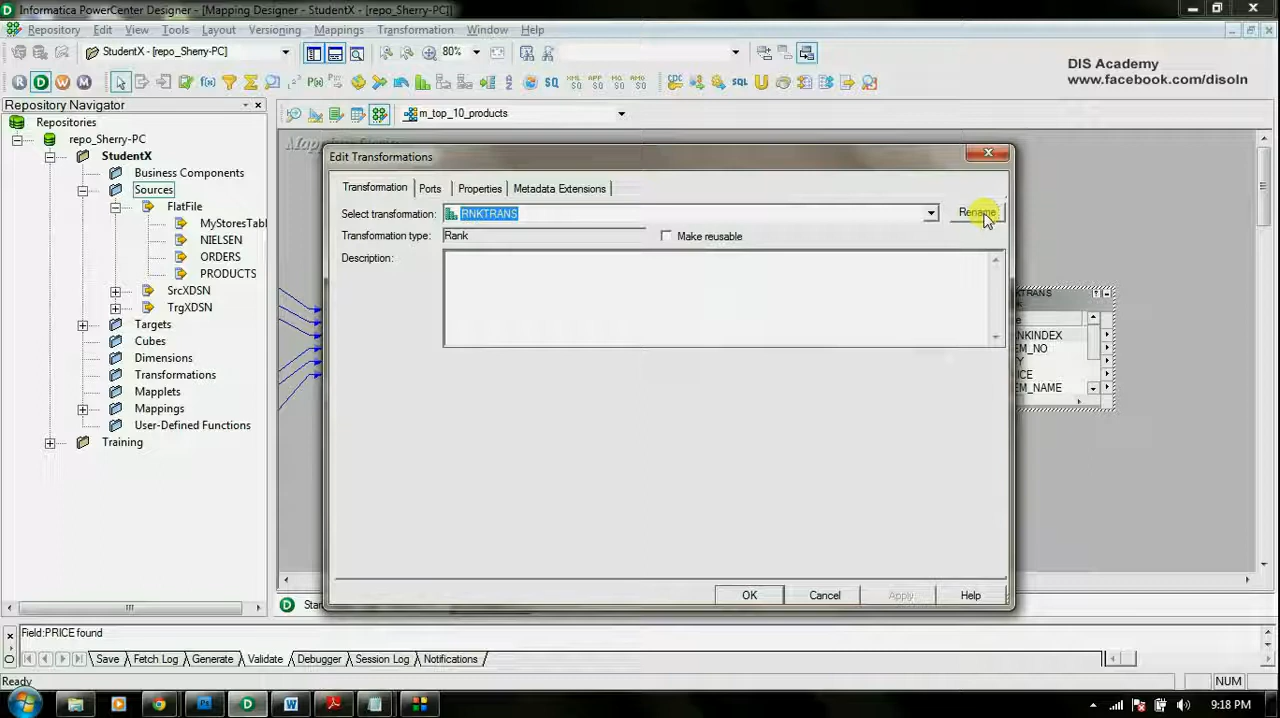 Informatica PowerCenter Designer - [Mapping Designer - StudentX - [repo_Sherry-PC]]
Repository Edit View Tools Layout Versioning Mappings Transformation Window Help
StudentX - [repo_Sherry-PC] 80%
DIS Academy
www.facebook.com/disoln
Repository Navigator
m_top_10_products
Repositories
repo_Sherry-PC
StudentX
Business Components
Sources
FlatFile
MyStoresTabl
NIELSEN
ORDERS
PRODUCTS
SrcXDSN
TrgXDSN
Targets
Cubes
Dimensions
Transformations
Mapplets
Mappings
User-Defined Functions
Training
Edit Transformations
Transformation Ports Properties Metadata Extensions
Select transformation: RNKTRANS Rename
Transformation type: Rank Make reusable
Description:
OK Cancel Apply Help
KTRANS
NKINDEX
EM_NO
TY
ICE
EM_NAME
Star
Field:PRICE found
Save Fetch Log Generate Validate Debugger Session Log Notifications
Ready NUM
9:18 PM